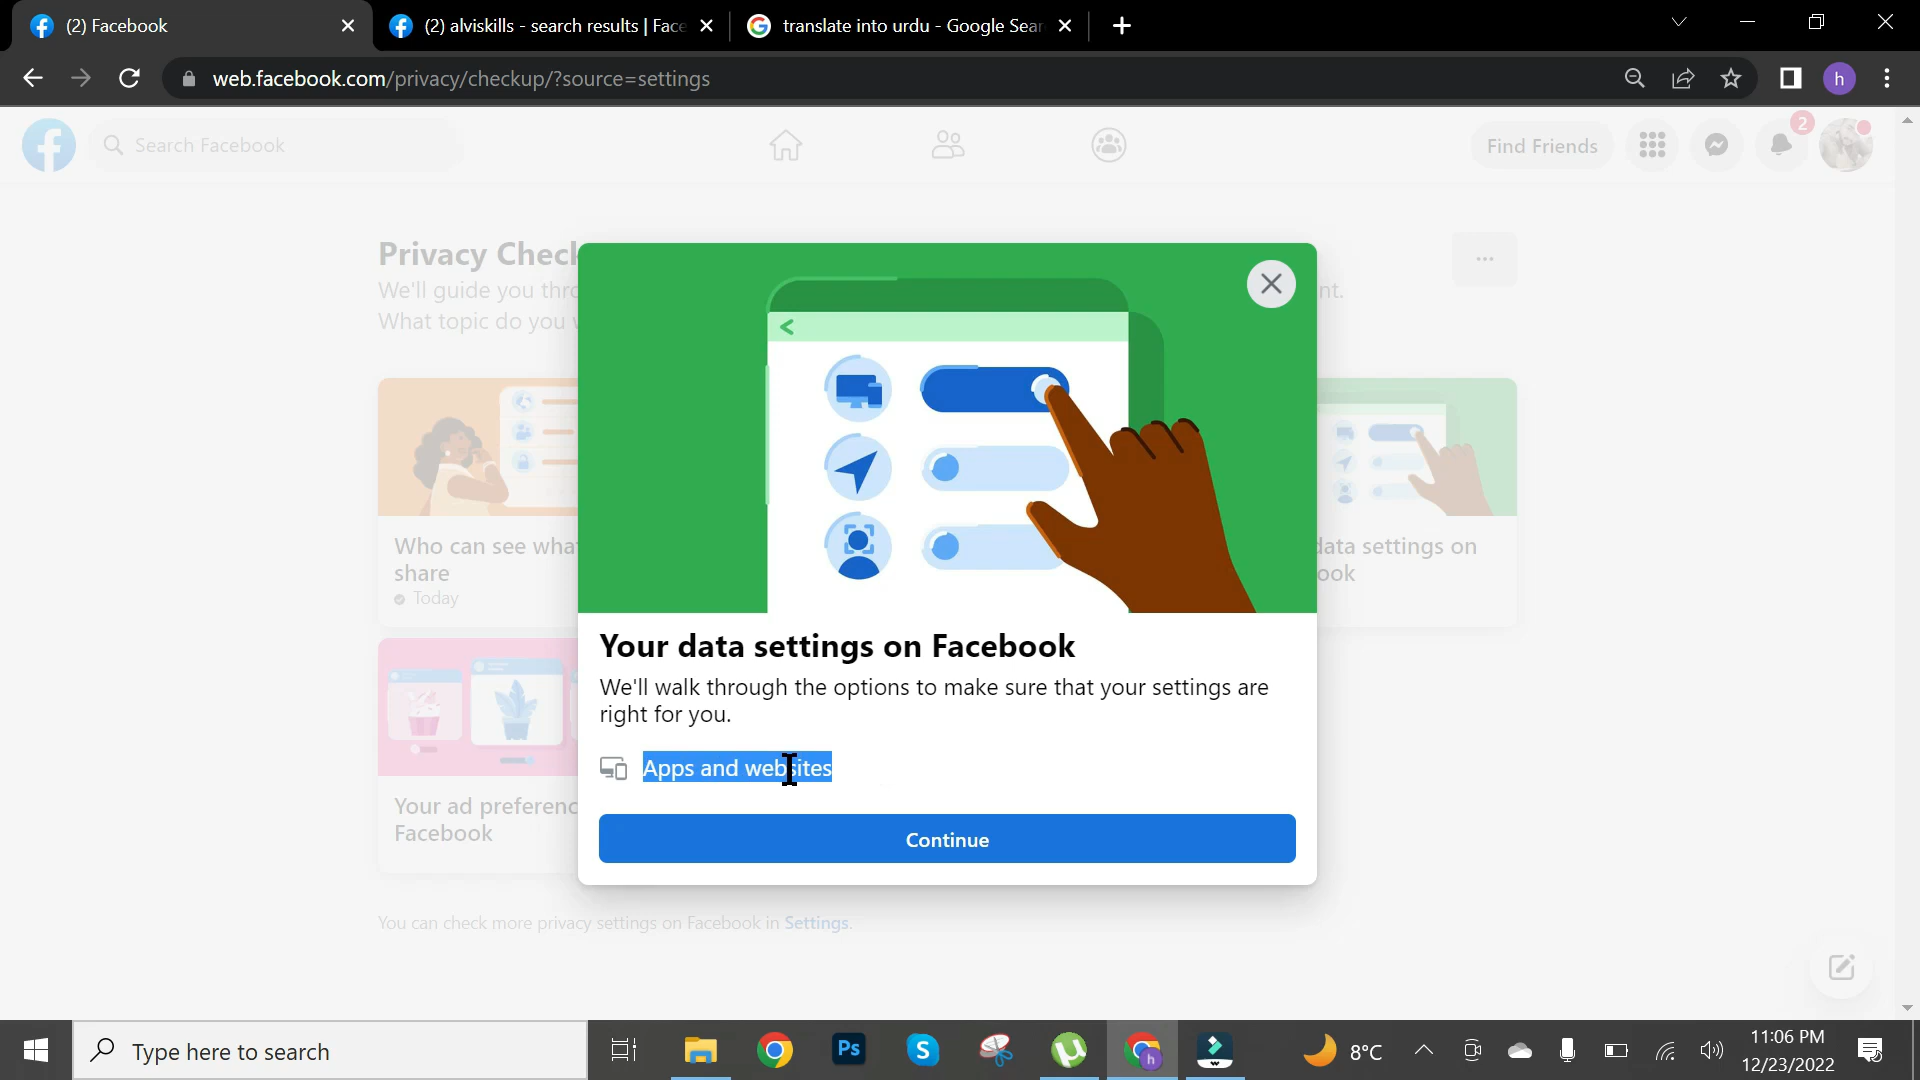 (2) Facebook
(2) alviskills - search results | Face
translate into urdu - Google Sear
web.facebook.com/privacy/checkup/?source=settings
h
Search Facebook
Find Friends
2
Privacy Check
We'll guide you thro
nt.
What topic do you w
Your data settings on Facebook
We'll walk through the options to make sure that your settings are
right for you.
Apps and websites
Continue
Who can see what
share
Today
data settings on
ook
Your ad preferenc
Facebook
You can check more privacy settings on Facebook in Settings.
Type here to search
Ps
S
h
8°C
11:06 PM
12/23/2022